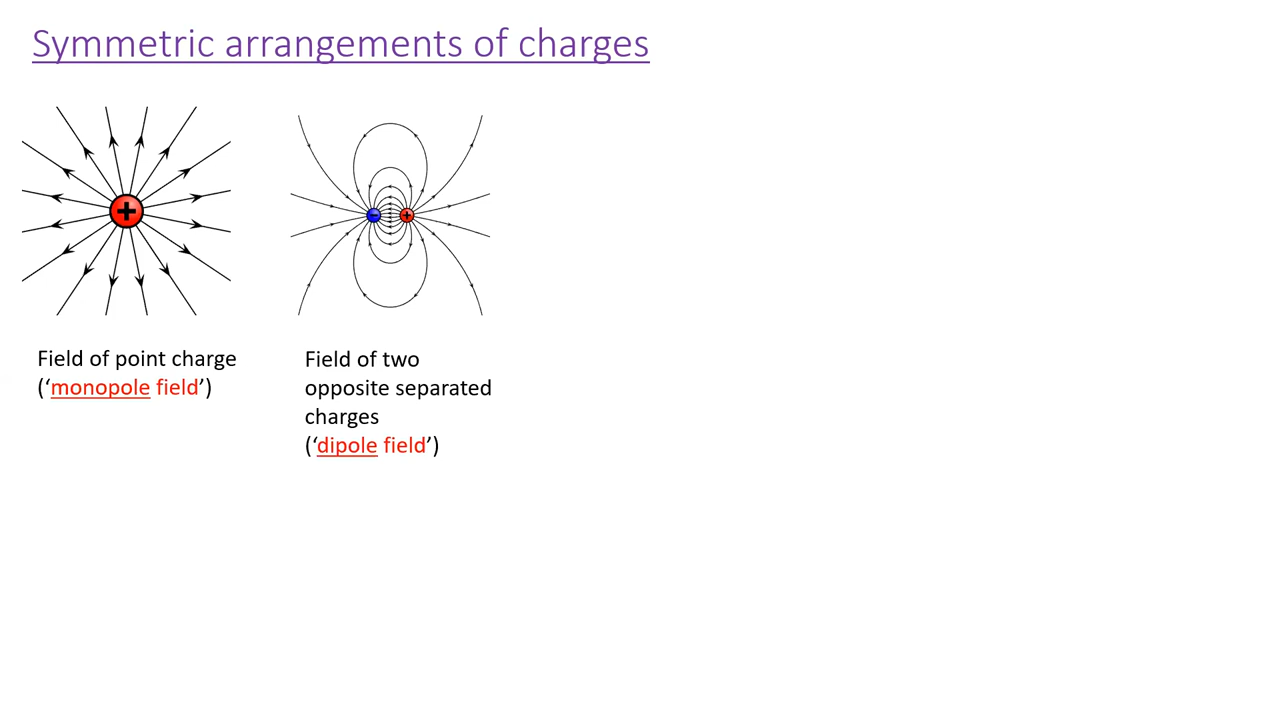 Symmetric arrangements of charges
+
- +
Field of point charge
(‘monopole field’)
Field of two
opposite separated
charges
(‘dipole field’)